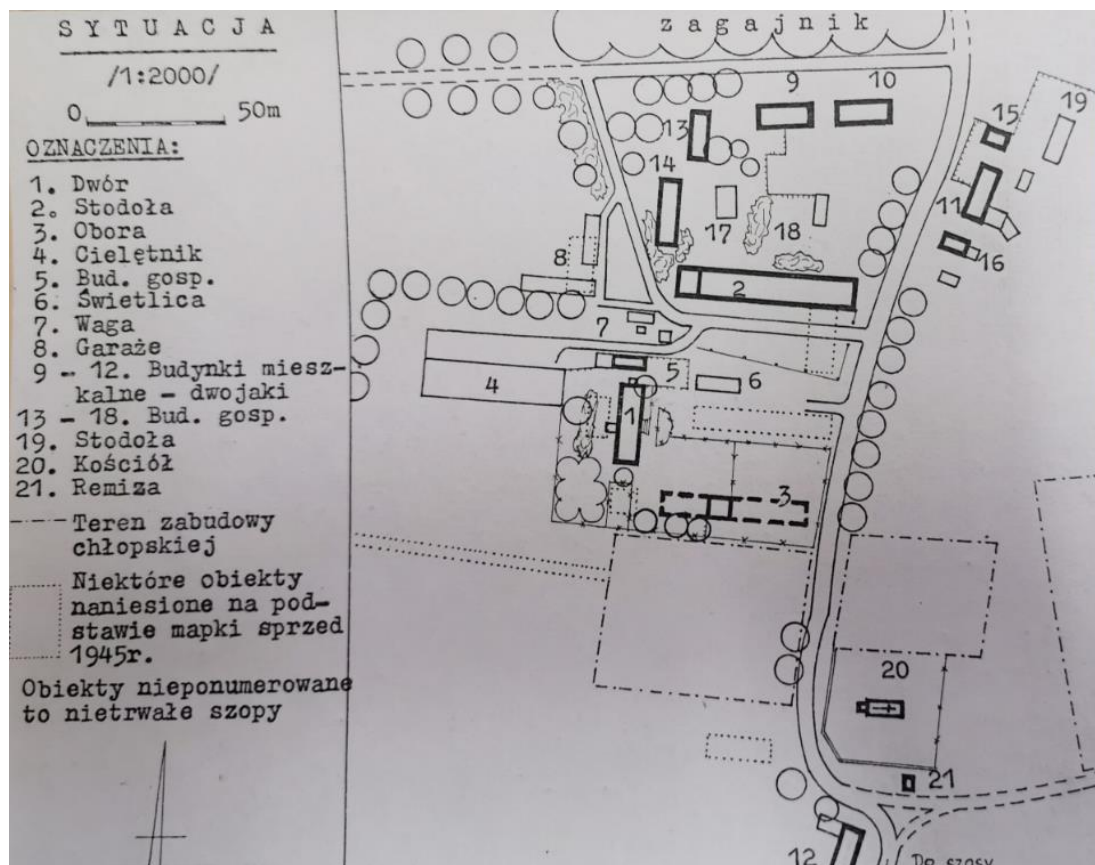 SYTUACJA
/1:2000/
0 50m
OZNACZENIA:
1. Dwór
2. Stodoła
3. Obora
4. Cielętnik
5. Bud. gosp.
6. Świetlica
7. Waga
8. Garaże
9 - 12. Budynki miesz-
kalne - dwojaki
13 - 18. Bud. gosp.
19. Stodoła
20. Kościół
21. Remiza
Teren zabudowy
chłopskiej
Niektóre obiekty
naniesione na pod-
stawie mapki sprzed
1945r.
Obiekty nieponumerowane
to nietrwałe szopy
zagajnik
9
10
13
15
19
14
11
17
18
16
8
2
7
5
6
4
1
3
20
21
12
Do szosy